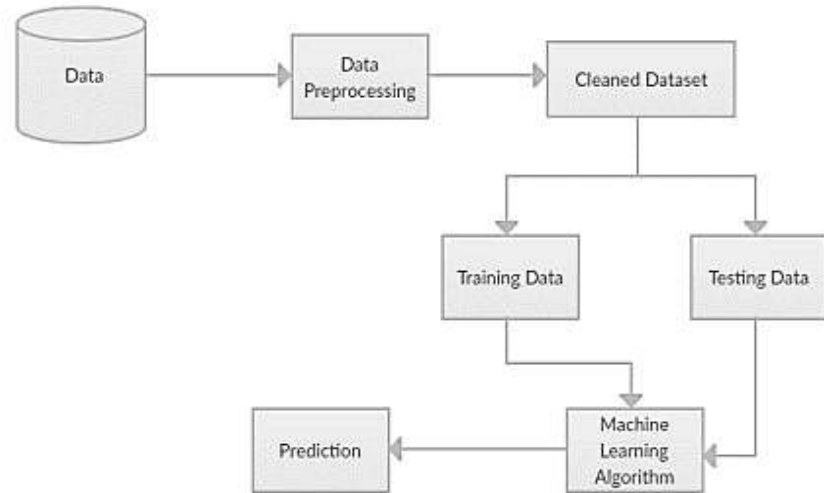 Data
Data
Preprocessing
Cleaned Dataset
Training Data
Testing Data
Prediction
Machine
Learning
Algorithm